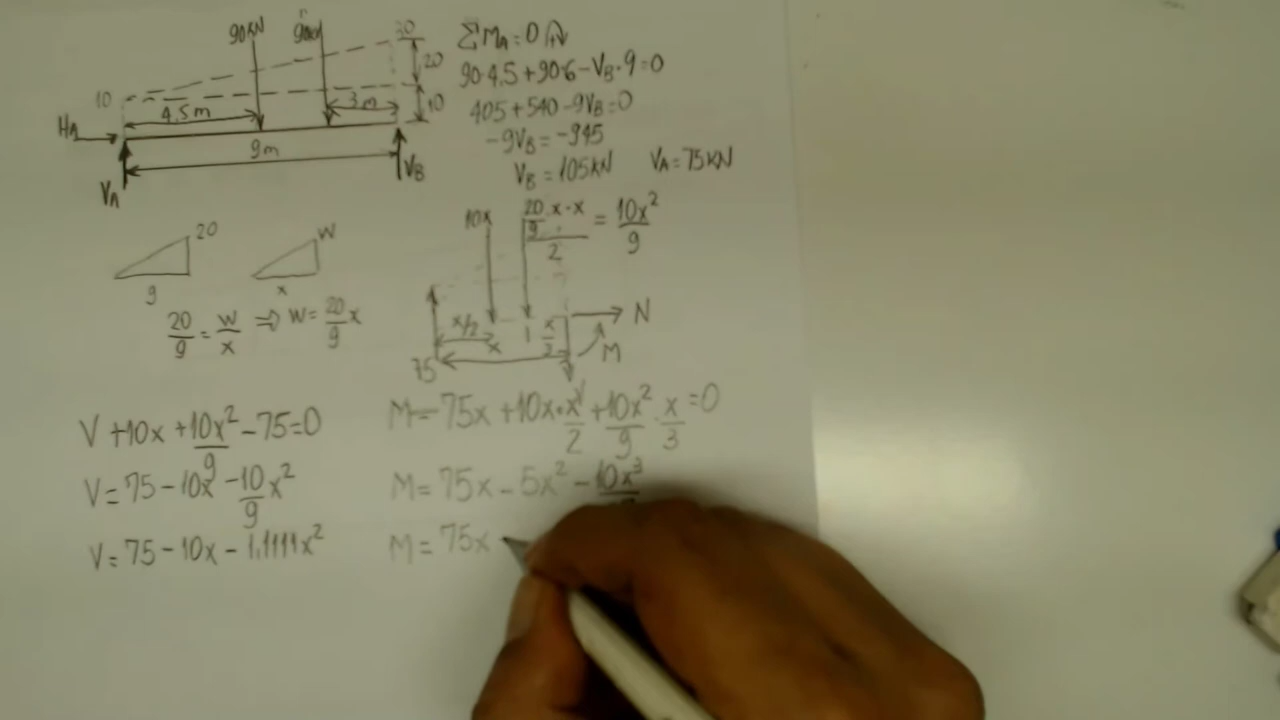 90KN 90KN 30
20
10
4.5m 3m 10
HA
9m
VA VB
ΣMA=0
90·4.5+90·6-VB·9=0
405+540-9VB=0
-9VB=-945
VB=105KN VA=75KN
20 W
9 x
20/9=W/x ⇒ W=20/9 x
10x (20/9 x·x)/2 = 10x²/9
x/2 x x/3 N
75 M
V
V+10x+10x²/9-75=0
V=75-10x-10/9 x²
V=75-10x-1.1111x²
M-75x+10x·x/2+10x²/9·x/3=0
M=75x-5x²-10x³
M=75x